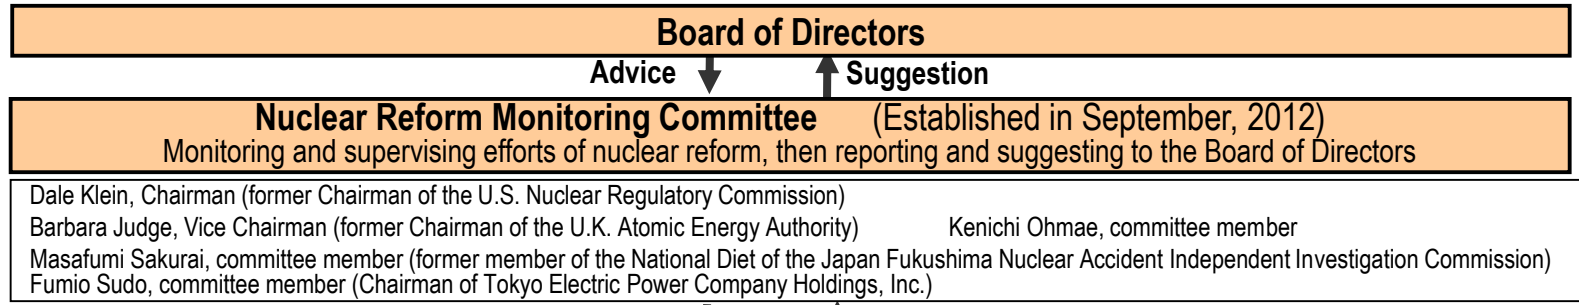 Board of Directors
Advice Suggestion
Nuclear Reform Monitoring Committee (Established in September, 2012)
Monitoring and supervising efforts of nuclear reform, then reporting and suggesting to the Board of Directors
Dale Klein, Chairman (former Chairman of the U.S. Nuclear Regulatory Commission)
Barbara Judge, Vice Chairman (former Chairman of the U.K. Atomic Energy Authority) Kenichi Ohmae, committee member
Masafumi Sakurai, committee member (former member of the National Diet of the Japan Fukushima Nuclear Accident Independent Investigation Commission)
Fumio Sudo, committee member (Chairman of Tokyo Electric Power Company Holdings, Inc.)